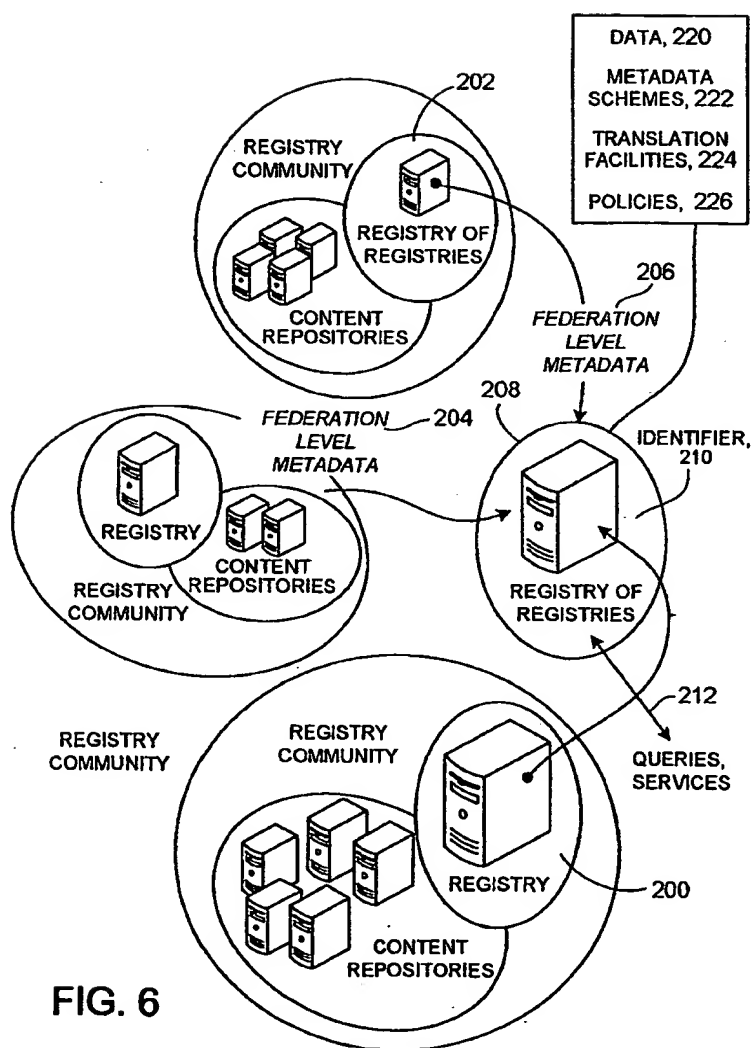 DATA, 220
METADATA
SCHEMES, 222
TRANSLATION
FACILITIES, 224
POLICIES, 226
202
REGISTRY
COMMUNITY
REGISTRY OF
REGISTRIES
CONTENT
REPOSITORIES
206
FEDERATION
LEVEL
METADATA
208
FEDERATION
LEVEL
METADATA
204
IDENTIFIER,
210
REGISTRY
CONTENT
REPOSITORIES
REGISTRY
COMMUNITY
REGISTRY OF
REGISTRIES
212
QUERIES,
SERVICES
REGISTRY
COMMUNITY
REGISTRY
COMMUNITY
REGISTRY
200
CONTENT
REPOSITORIES
FIG. 6